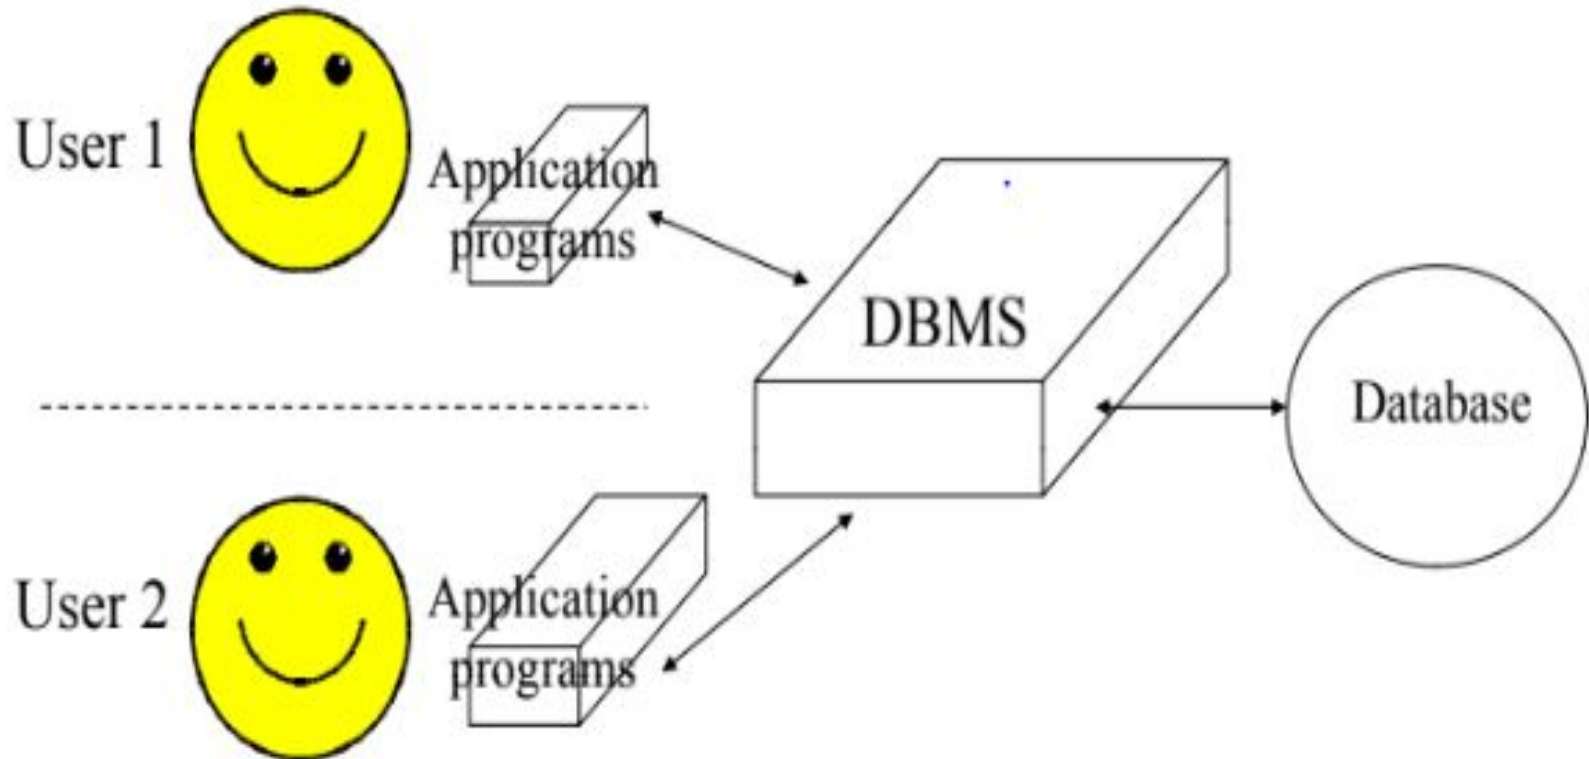 User 1
Application
programs
DBMS
Database
User 2
Application
programs